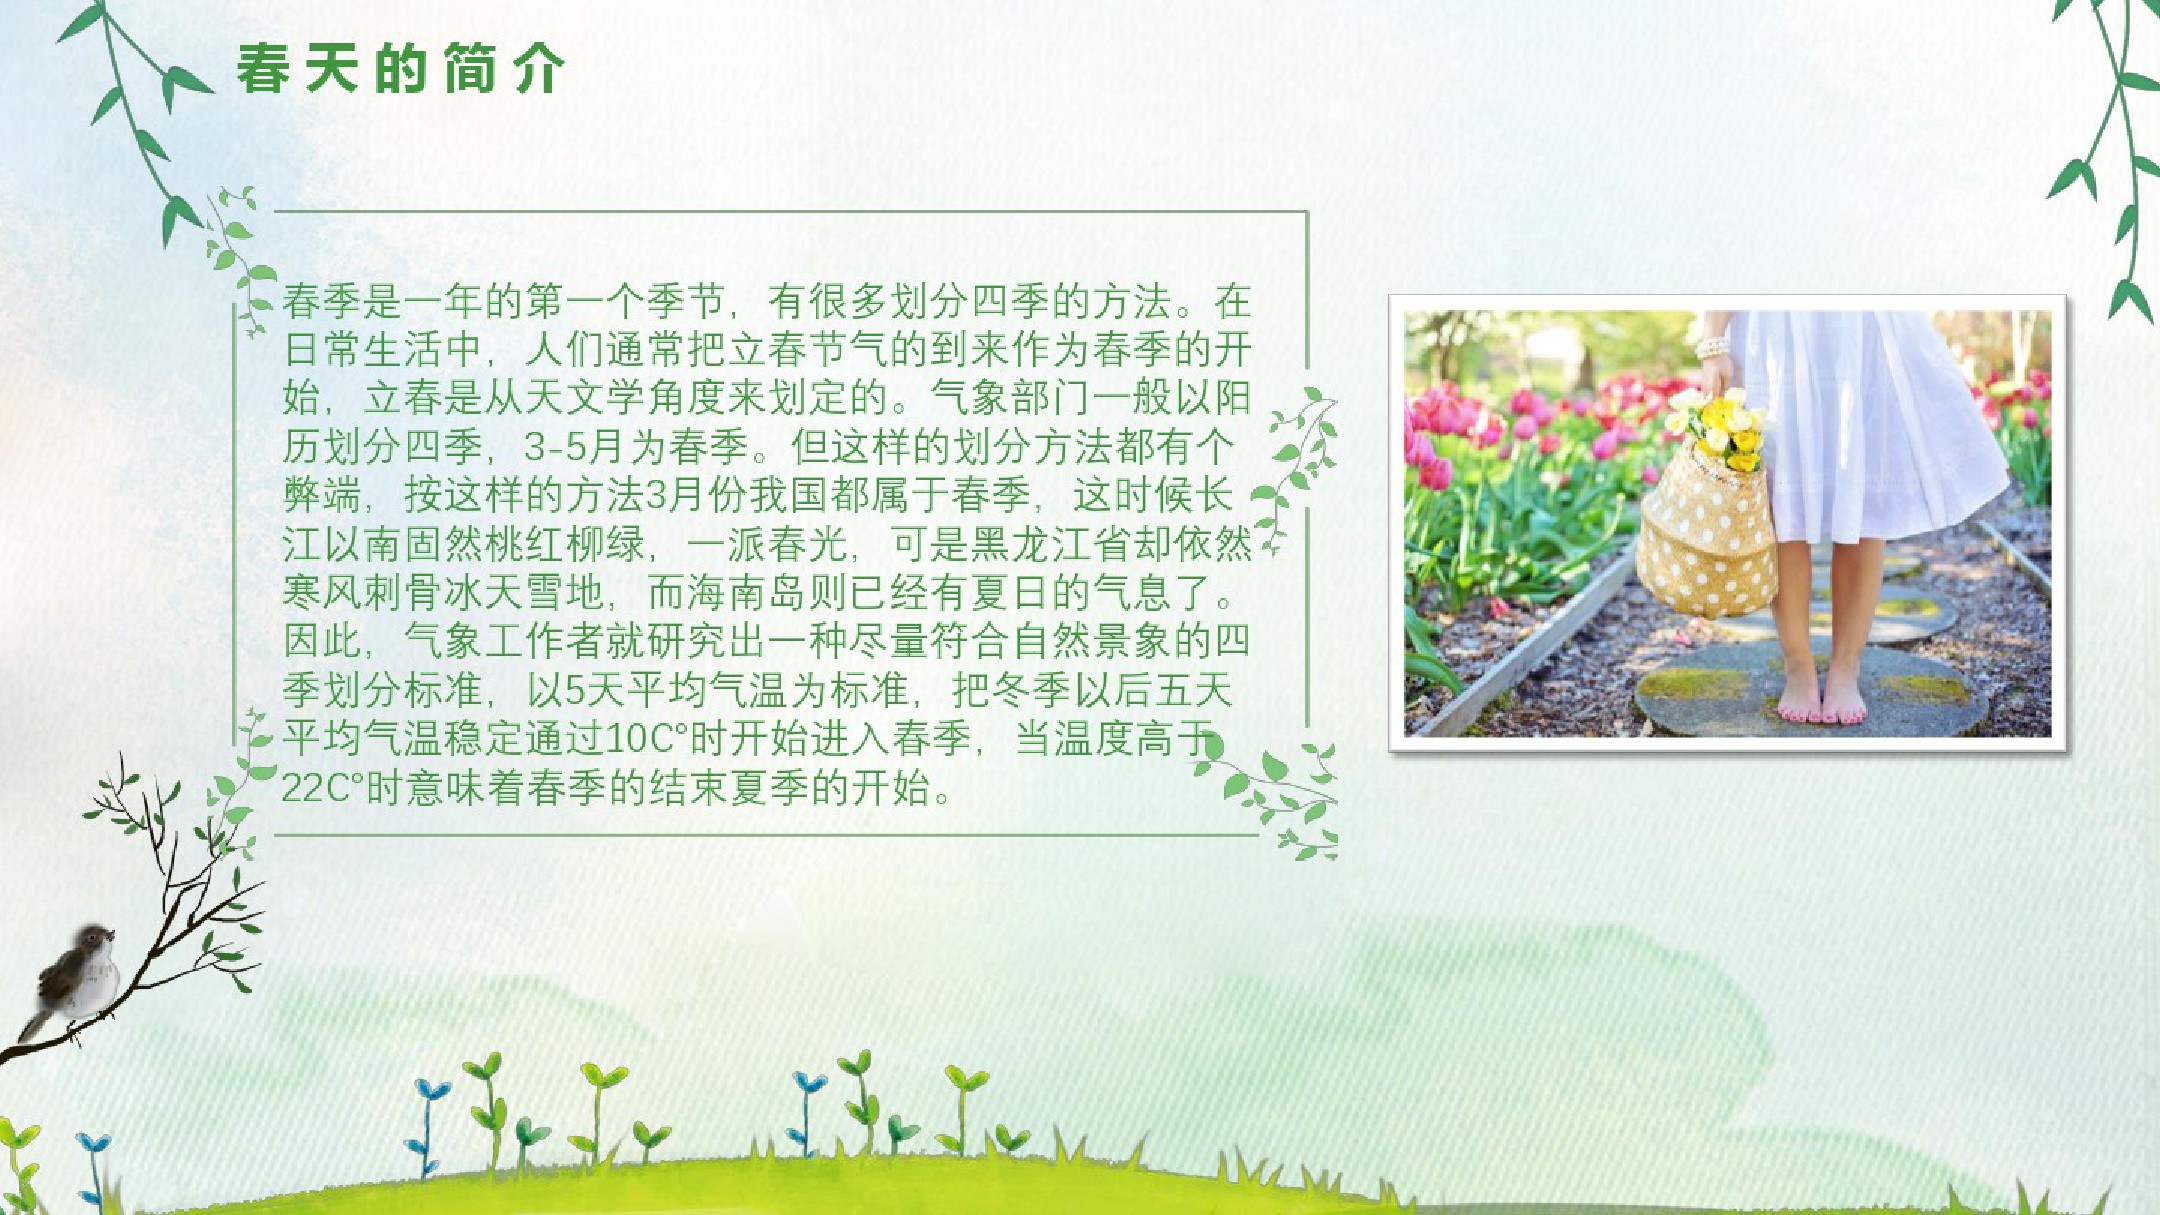 春天的简介
春季是一年的第一个季节，有很多划分四季的方法。在
日常生活中，人们通常把立春节气的到来作为春季的开
始，立春是从天文学角度来划定的。气象部门一般以阳
历划分四季，3-5月为春季。但这样的划分方法都有个
弊端，按这样的方法3月份我国都属于春季，这时候长
江以南固然桃红柳绿，一派春光，可是黑龙江省却依然
寒风刺骨冰天雪地，而海南岛则已经有夏日的气息了。
因此，气象工作者就研究出一种尽量符合自然景象的四
季划分标准，以5天平均气温为标准，把冬季以后五天
平均气温稳定通过10C°时开始进入春季，当温度高于
22C°时意味着春季的结束夏季的开始。